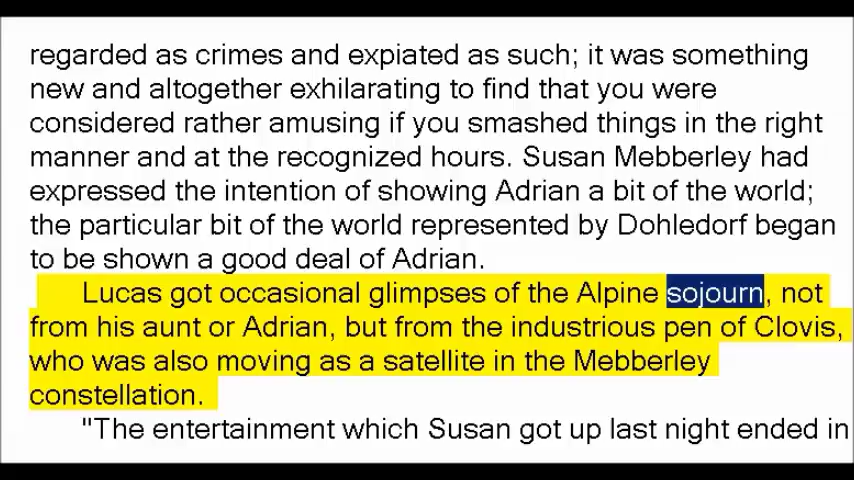 regarded as crimes and expiated as such; it was something
new and altogether exhilarating to find that you were
considered rather amusing if you smashed things in the right
manner and at the recognized hours. Susan Mebberley had
expressed the intention of showing Adrian a bit of the world;
the particular bit of the world represented by Dohledorf began
to be shown a good deal of Adrian.
Lucas got occasional glimpses of the Alpine sojourn, not
from his aunt or Adrian, but from the industrious pen of Clovis,
who was also moving as a satellite in the Mebberley
constellation.
"The entertainment which Susan got up last night ended in